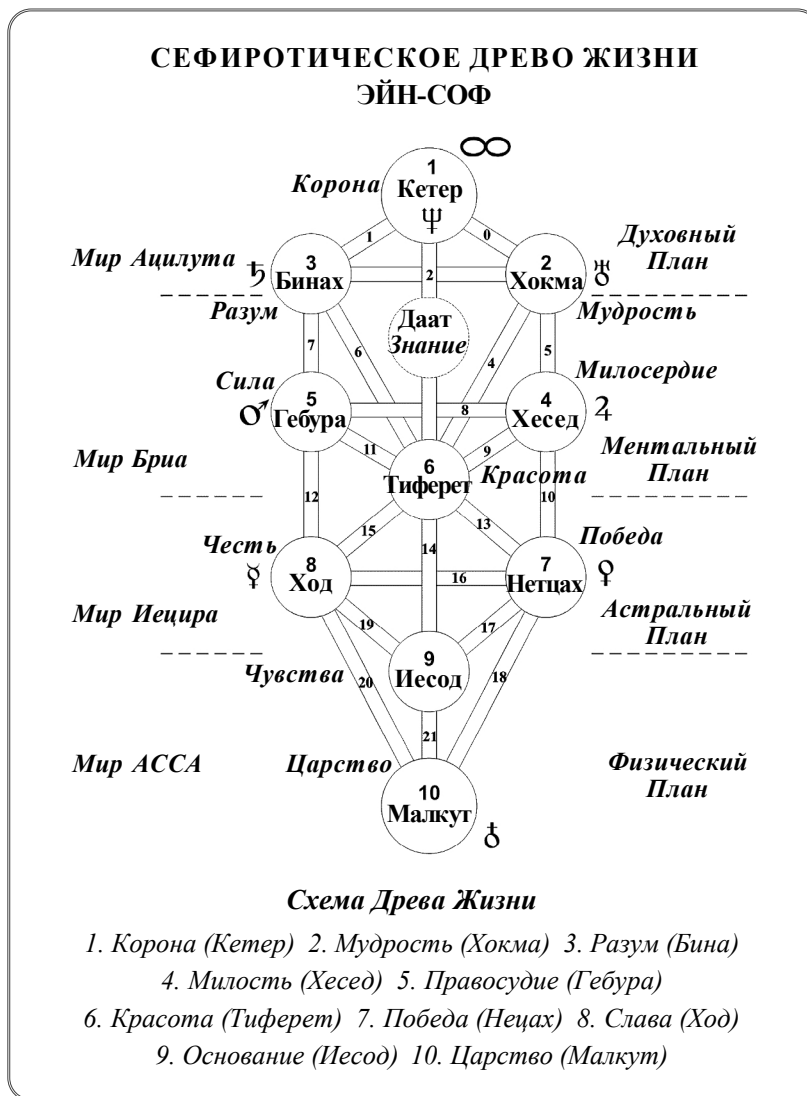 СЕФИРОТИЧЕСКОЕ ДРЕВО ЖИЗНИ
ЭЙН-СОФ
1
Корона Кетер
1 0
Мир Ацилута 3 2 2 Духовный
Бинах Хокма План
Разум Даат Мудрость
Знание
7 6 4 5
Сила Милосердие
5 8 4
Гебура Хесед
11 9
Мир Бриа 6 Красота Ментальный
Тиферет План
12 10
15 13
Честь 14 Победа
8 16 7
Ход Нетцах
Мир Иецира 19 17 Астральный
План
Чувства 9
Иесод
20 18
21
Мир АССА Царство Физический
План
10
Малкут
Схема Древа Жизни
1. Корона (Кетер) 2. Мудрость (Хокма) 3. Разум (Бина)
4. Милость (Хесед) 5. Правосудие (Гебура)
6. Красота (Тиферет) 7. Победа (Нецах) 8. Слава (Ход)
9. Основание (Иесод) 10. Царство (Малкут)